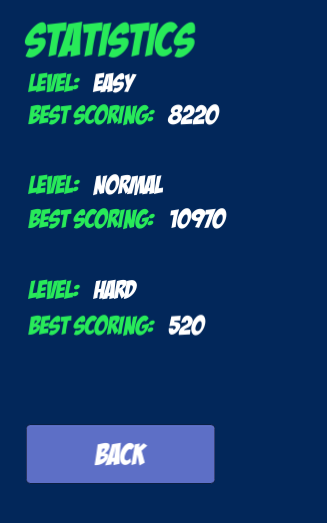 STATISTICS
LEVEL: EASY
BEST SCORING: 8220
LEVEL: NORMAL
BEST SCORING: 10970
LEVEL: HARD
BEST SCORING: 520
BACK